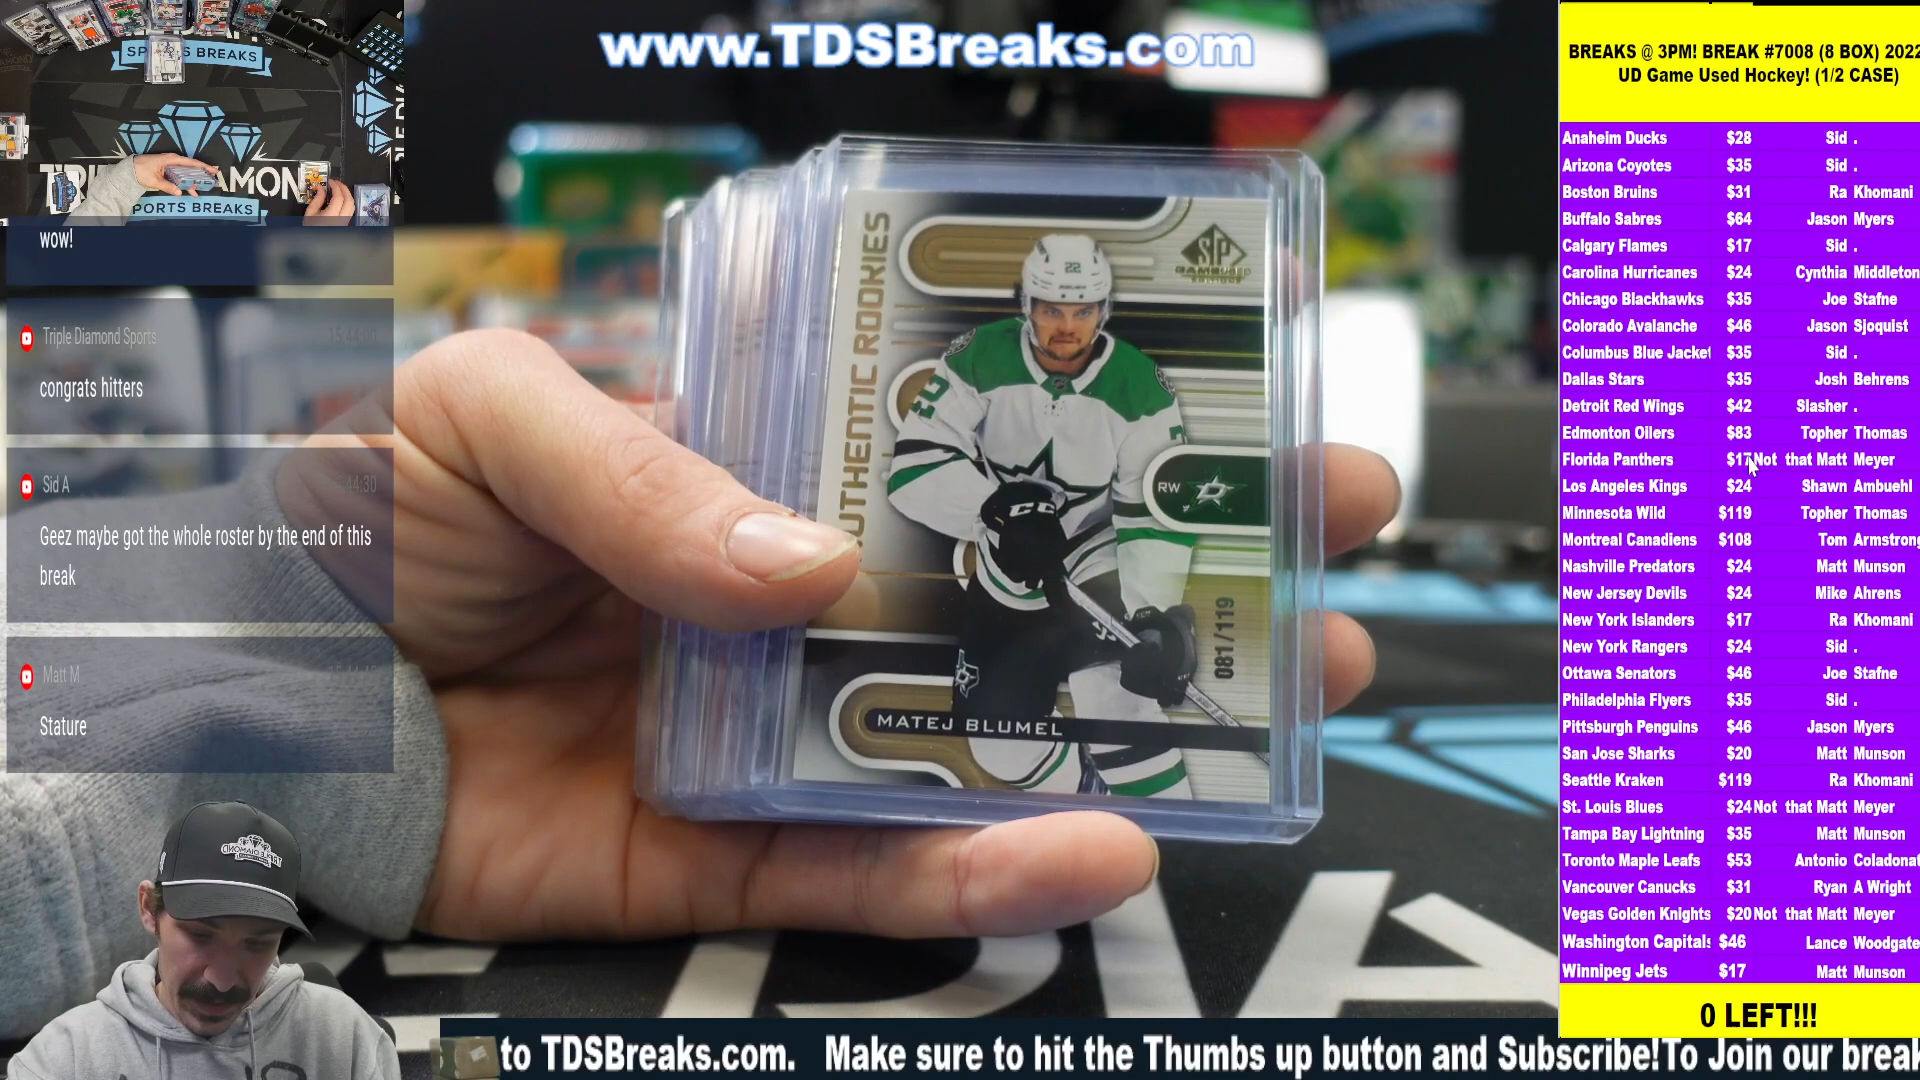 www.TDSBreaks.com
SPORTS BREAKS
TRIPLE DIAMOND
SPORTS BREAKS
wow!
Triple Diamond Sports
congrats hitters
Sid A
Geez maybe got the whole roster by the end of this
break
Matt M
Stature
AUTHENTIC ROOKIES
SP
GAME USED
EDITION
22
CCM
RW
081/119
MATEJ BLUMEL
BREAKS @ 3PM! BREAK #7008 (8 BOX) 2022
UD Game Used Hockey! (1/2 CASE)
Anaheim Ducks $28 Sid .
Arizona Coyotes $35 Sid .
Boston Bruins $31 Ra Khomani
Buffalo Sabres $64 Jason Myers
Calgary Flames $17 Sid .
Carolina Hurricanes $24 Cynthia Middleton
Chicago Blackhawks $35 Joe Stafne
Colorado Avalanche $46 Jason Sjoquist
Columbus Blue Jacket $35 Sid .
Dallas Stars $35 Josh Behrens
Detroit Red Wings $42 Slasher .
Edmonton Oilers $83 Topher Thomas
Florida Panthers $17 Not that Matt Meyer
Los Angeles Kings $24 Shawn Ambuehl
Minnesota Wild $119 Topher Thomas
Montreal Canadiens $108 Tom Armstrong
Nashville Predators $24 Matt Munson
New Jersey Devils $24 Mike Ahrens
New York Islanders $17 Ra Khomani
New York Rangers $24 Sid .
Ottawa Senators $46 Joe Stafne
Philadelphia Flyers $35 Sid .
Pittsburgh Penguins $46 Jason Myers
San Jose Sharks $20 Matt Munson
Seattle Kraken $119 Ra Khomani
St. Louis Blues $24 Not that Matt Meyer
Tampa Bay Lightning $35 Matt Munson
Toronto Maple Leafs $53 Antonio Coladonat
Vancouver Canucks $31 Ryan A Wright
Vegas Golden Knights $20 Not that Matt Meyer
Washington Capitals $46 Lance Woodgate
Winnipeg Jets $17 Matt Munson
0 LEFT!!!
to TDSBreaks.com. Make sure to hit the Thumbs up button and Subscribe!To Join our break